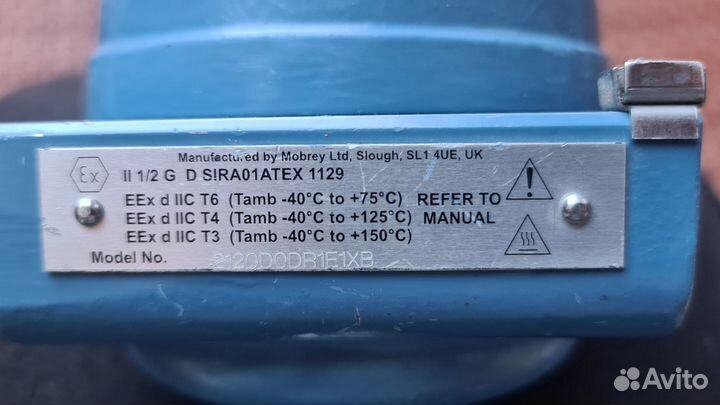 Manufactured by Mobrey Ltd, Slough, SL1 4UE, UK
Ex II 1/2 G D SIRA01ATEX 1129
EEx d IIC T6 (Tamb -40°C to +75°C) REFER TO
EEx d IIC T4 (Tamb -40°C to +125°C) MANUAL
EEx d IIC T3 (Tamb -40°C to +150°C)
Model No.
Avito